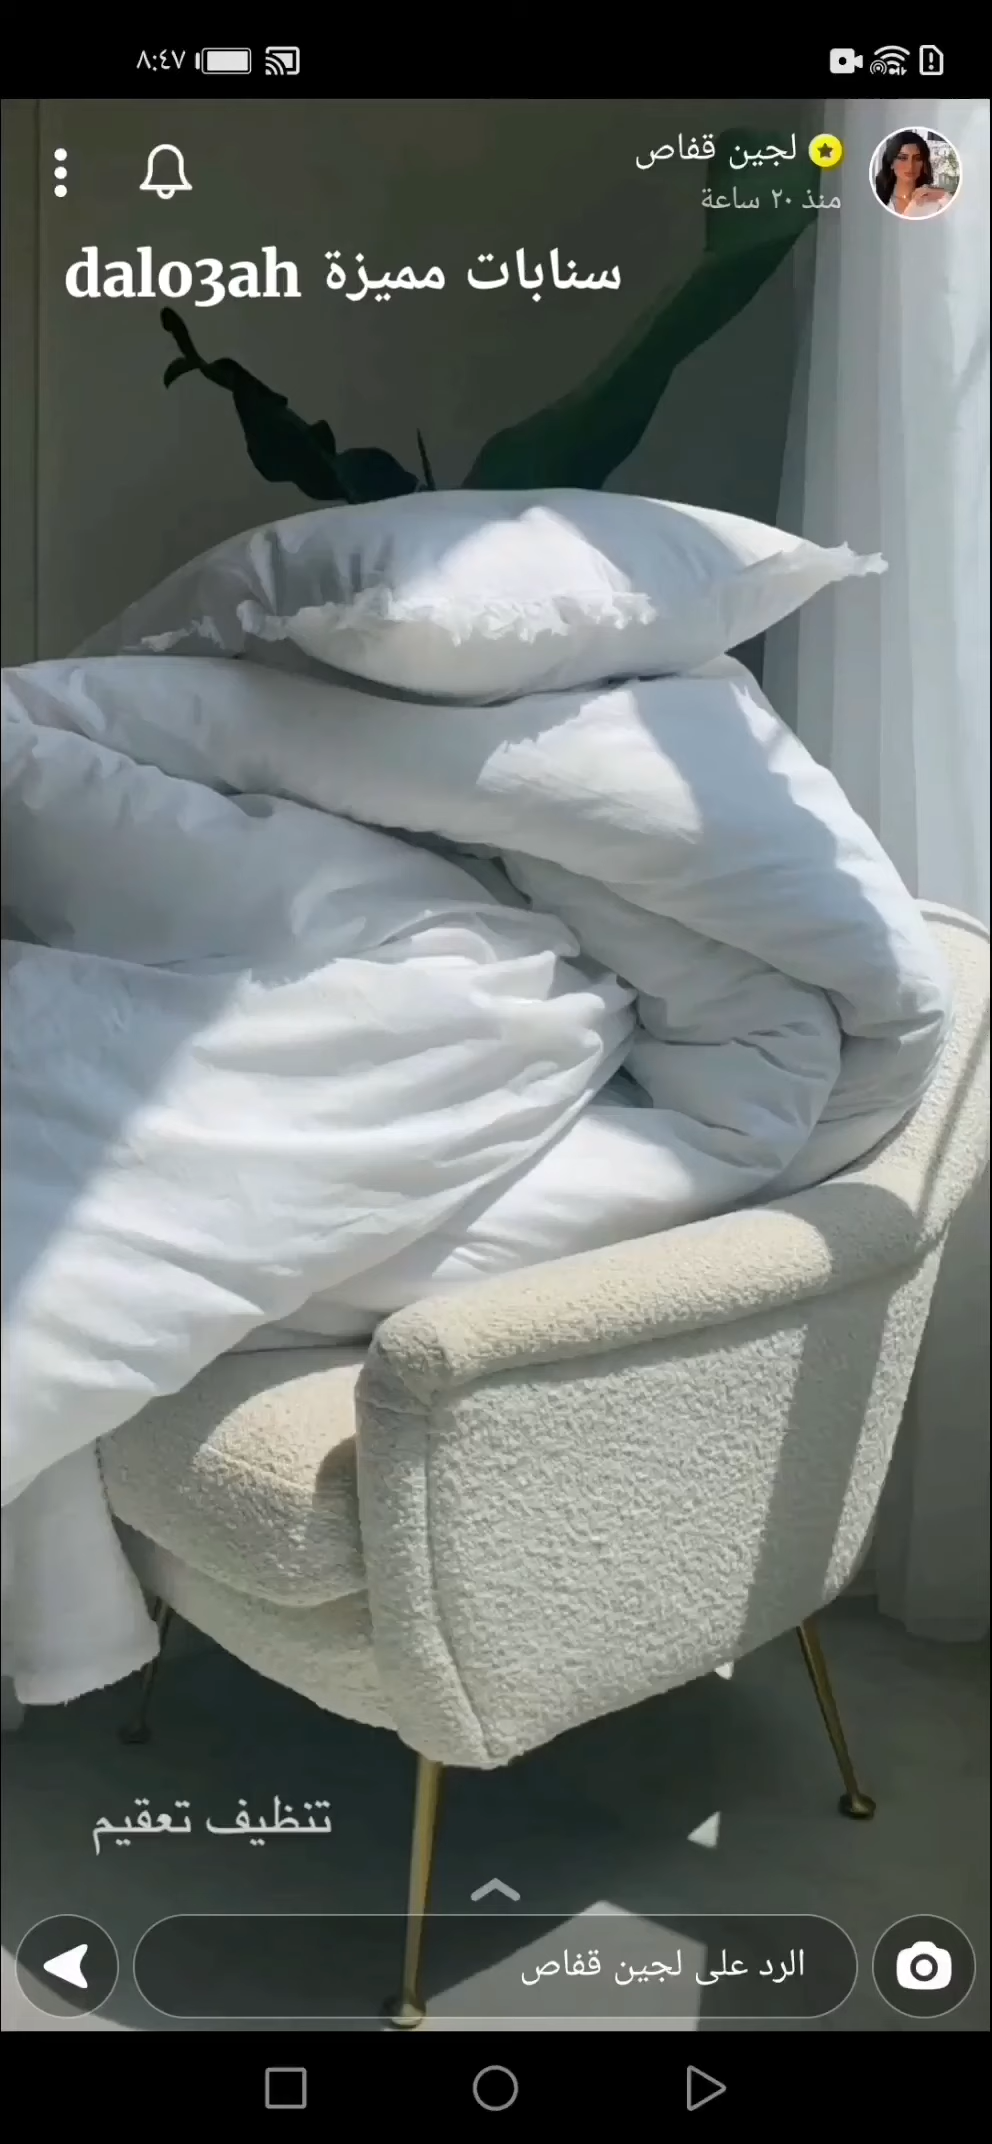 ٨:٤٧
لجين قفاص
منذ ٢٠ ساعة
سنابات مميزة dalo3ah
تنظيف تعقيم
الرد على لجين قفاص